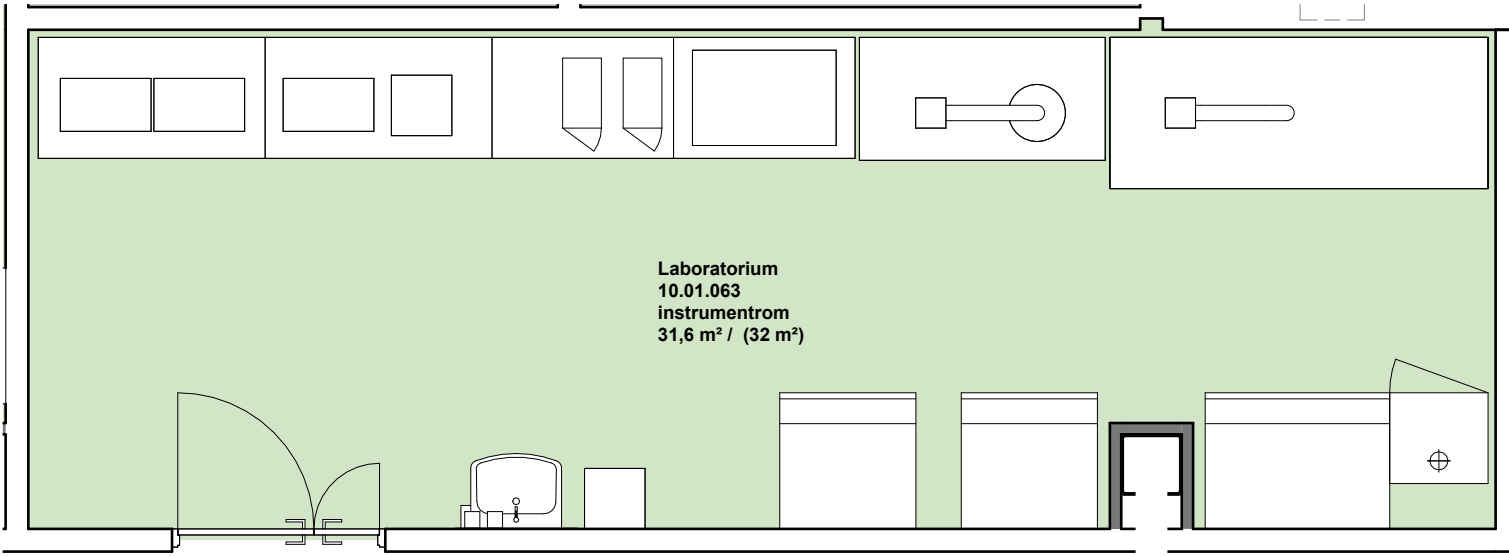 Laboratorium
10.01.063
instrumentrom
31,6 m² / (32 m²)